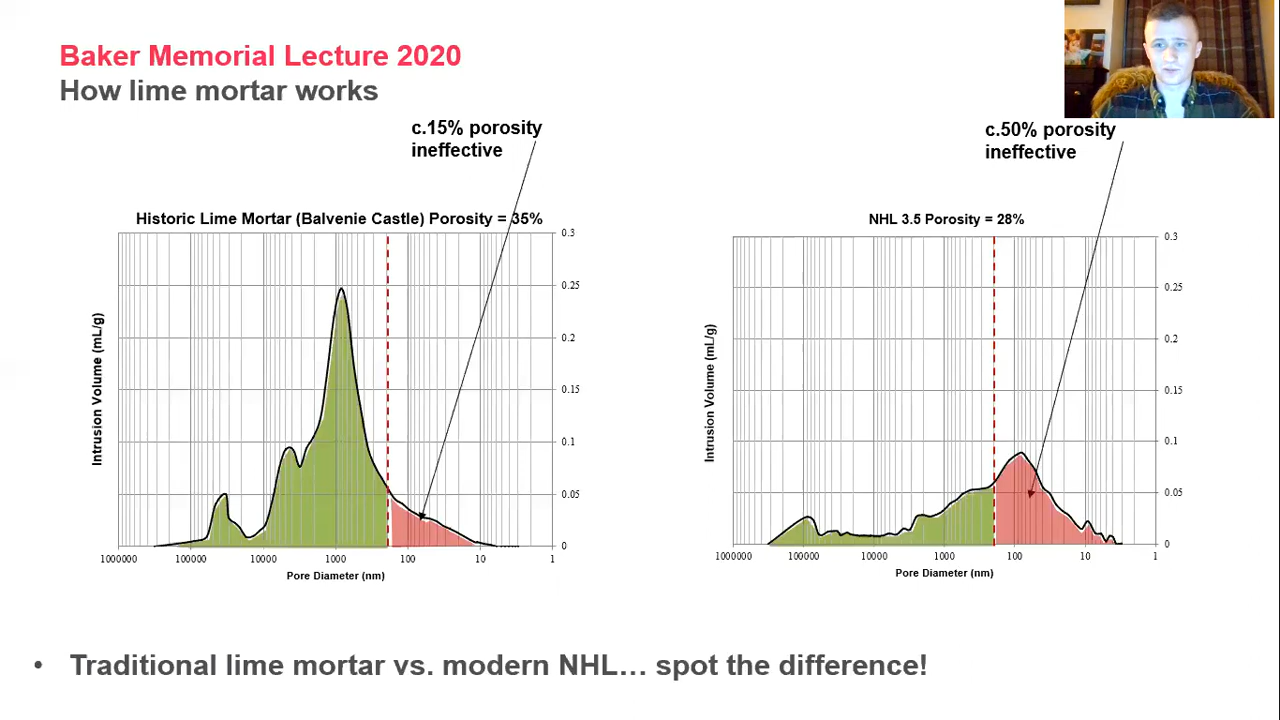 Baker Memorial Lecture 2020
How lime mortar works
c.15% porosity
ineffective
c.50% porosity
ineffective
Historic Lime Mortar (Balvenie Castle) Porosity = 35%
0.3
0.25
0.2
0.15
0.1
0.05
0
Intrusion Volume (mL/g)
1000000 100000 10000 1000 100 10 1
Pore Diameter (nm)
NHL 3.5 Porosity = 28%
0.3
0.25
0.2
0.15
0.1
0.05
0
Intrusion Volume (mL/g)
1000000 100000 10000 1000 100 10 1
Pore Diameter (nm)
• Traditional lime mortar vs. modern NHL… spot the difference!